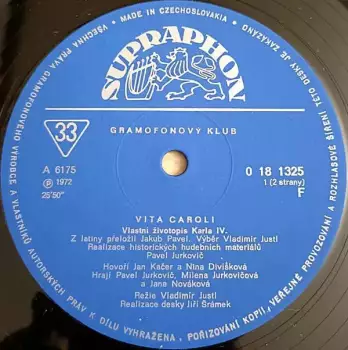 MADE IN CZECHOSLOVAKIA
SUPRAPHON
33
GRAMOFONOVÝ KLUB
A 6175
℗ 1972
25'50"
0 18 1325
1 (2 strany)
F
VITA CAROLI
Vlastní životopis Karla IV.
Z latiny přeložil Jakub Pavel. Výběr Vladimír Justl
Realizace historických hudebních materiálů
Pavel Jurkovič
Hovoří Jan Kačer a Nina Divíšková
Hrají Pavel Jurkovič, Milena Jurkovičová
a Jana Nováková
Režie Vladimír Justl
Realizace desky Jiří Šrámek
VŠECHNA PRÁVA GRAMOFONOVÉHO VÝROBCE A VLASTNÍKŮ AUTORSKÝCH PRÁV K DÍLU VYHRAŽENA. POŘIZOVÁNÍ KOPIÍ, VEŘEJNÉ PROVOZOVÁNÍ A ROZHLASOVÉ ŠÍŘENÍ TÉTO DESKY JE ZAKÁZÁNO